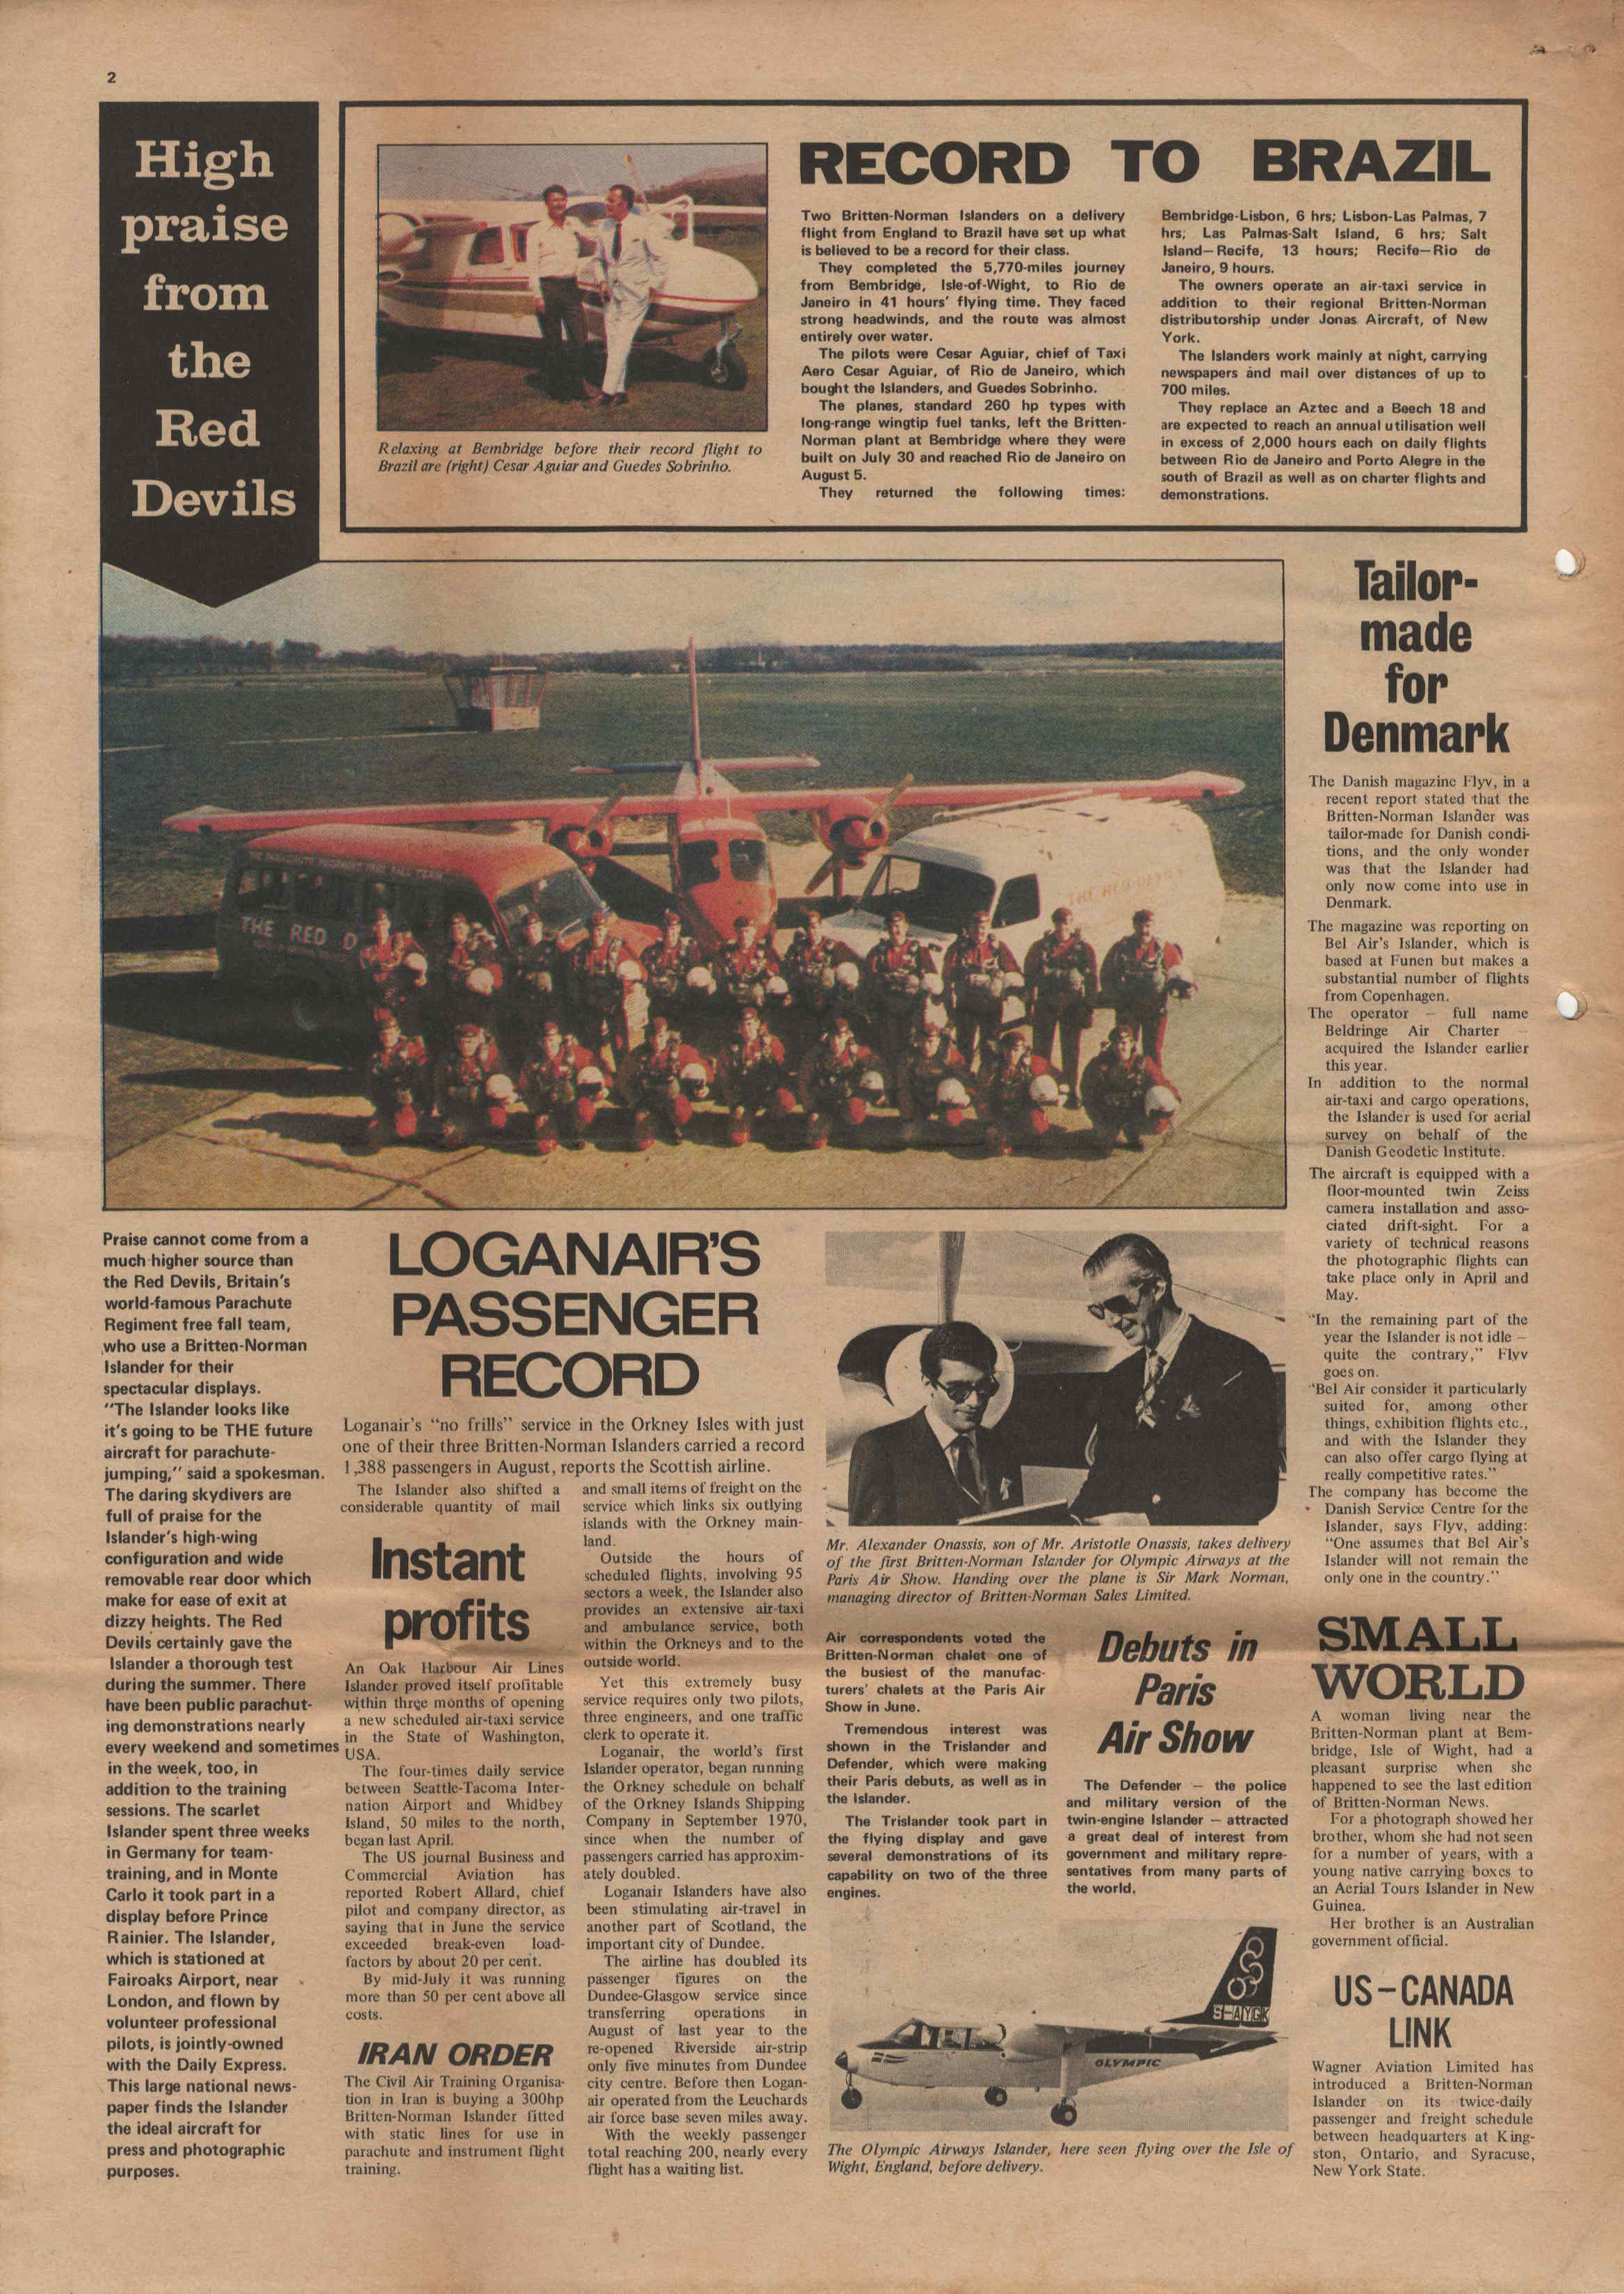 2
High
praise
from
the
Red
Devils
Relaxing at Bembridge before their record flight to
Brazil are (right) Cesar Aguiar and Guedes Sobrinho.
RECORD TO BRAZIL
Two Britten-Norman Islanders on a delivery
flight from England to Brazil have set up what
is believed to be a record for their class.
They completed the 5,770-miles journey
from Bembridge, Isle-of-Wight, to Rio de
Janeiro in 41 hours' flying time. They faced
strong headwinds, and the route was almost
entirely over water.
The pilots were Cesar Aguiar, chief of Taxi
Aero Cesar Aguiar, of Rio de Janeiro, which
bought the Islanders, and Guedes Sobrinho.
The planes, standard 260 hp types with
long-range wingtip fuel tanks, left the Britten-
Norman plant at Bembridge where they were
built on July 30 and reached Rio de Janeiro on
August 5.
They returned the following times:
Bembridge-Lisbon, 6 hrs; Lisbon-Las Palmas, 7
hrs; Las Palmas-Salt Island, 6 hrs; Salt
Island—Recife, 13 hours; Recife—Rio de
Janeiro, 9 hours.
The owners operate an air-taxi service in
addition to their regional Britten-Norman
distributorship under Jonas Aircraft, of New
York.
The Islanders work mainly at night, carrying
newspapers and mail over distances of up to
700 miles.
They replace an Aztec and a Beech 18 and
are expected to reach an annual utilisation well
in excess of 2,000 hours each on daily flights
between Rio de Janeiro and Porto Alegre in the
south of Brazil as well as on charter flights and
demonstrations.
THE PARACHUTE REGIMENT FREE FALL TEAM
THE RED D
THE RED DEVILS
Tailor-
made
for
Denmark
The Danish magazine Flyv, in a
recent report stated that the
Britten-Norman Islander was
tailor-made for Danish condi-
tions, and the only wonder
was that the Islander had
only now come into use in
Denmark.
The magazine was reporting on
Bel Air's Islander, which is
based at Funen but makes a
substantial number of flights
from Copenhagen.
The operator — full name
Beldringe Air Charter —
acquired the Islander earlier
this year.
In addition to the normal
air-taxi and cargo operations,
the Islander is used for aerial
survey on behalf of the
Danish Geodetic Institute.
The aircraft is equipped with a
floor-mounted twin Zeiss
camera installation and asso-
ciated drift-sight. For a
variety of technical reasons
the photographic flights can
take place only in April and
May.
"In the remaining part of the
year the Islander is not idle —
quite the contrary," Flyv
goes on.
"Bel Air consider it particularly
suited for, among other
things, exhibition flights etc.,
and with the Islander they
can also offer cargo flying at
really competitive rates."
The company has become the
Danish Service Centre for the
Islander, says Flyv, adding:
"One assumes that Bel Air's
Islander will not remain the
only one in the country."
Praise cannot come from a
much higher source than
the Red Devils, Britain's
world-famous Parachute
Regiment free fall team,
who use a Britten-Norman
Islander for their
spectacular displays.
"The Islander looks like
it's going to be THE future
aircraft for parachute-
jumping," said a spokesman.
The daring skydivers are
full of praise for the
Islander's high-wing
configuration and wide
removable rear door which
make for ease of exit at
dizzy heights. The Red
Devils certainly gave the
Islander a thorough test
during the summer. There
have been public parachut-
ing demonstrations nearly
every weekend and sometimes
in the week, too, in
addition to the training
sessions. The scarlet
Islander spent three weeks
in Germany for team-
training, and in Monte
Carlo it took part in a
display before Prince
Rainier. The Islander,
which is stationed at
Fairoaks Airport, near
London, and flown by
volunteer professional
pilots, is jointly-owned
with the Daily Express.
This large national news-
paper finds the Islander
the ideal aircraft for
press and photographic
purposes.
LOGANAIR'S
PASSENGER
RECORD
Loganair's "no frills" service in the Orkney Isles with just
one of their three Britten-Norman Islanders carried a record
1,388 passengers in August, reports the Scottish airline.
The Islander also shifted a
considerable quantity of mail
and small items of freight on the
service which links six outlying
islands with the Orkney main-
land.
Outside the hours of
scheduled flights, involving 95
sectors a week, the Islander also
provides an extensive air-taxi
and ambulance service, both
within the Orkneys and to the
outside world.
Yet this extremely busy
service requires only two pilots,
three engineers, and one traffic
clerk to operate it.
Loganair, the world's first
Islander operator, began running
the Orkney schedule on behalf
of the Orkney Islands Shipping
Company in September 1970,
since when the number of
passengers carried has approxim-
ately doubled.
Loganair Islanders have also
been stimulating air-travel in
another part of Scotland, the
important city of Dundee.
The airline has doubled its
passenger figures on the
Dundee-Glasgow service since
transferring operations in
August of last year to the
re-opened Riverside air-strip
only five minutes from Dundee
city centre. Before then Logan-
air operated from the Leuchards
air force base seven miles away.
With the weekly passenger
total reaching 200, nearly every
flight has a waiting list.
Instant
profits
An Oak Harbour Air Lines
Islander proved itself profitable
within three months of opening
a new scheduled air-taxi service
in the State of Washington,
USA.
The four-times daily service
between Seattle-Tacoma Inter-
nation Airport and Whidbey
Island, 50 miles to the north,
began last April.
The US journal Business and
Commercial Aviation has
reported Robert Allard, chief
pilot and company director, as
saying that in June the service
exceeded break-even load-
factors by about 20 per cent.
By mid-July it was running
more than 50 per cent above all
costs.
IRAN ORDER
The Civil Air Training Organisa-
tion in Iran is buying a 300hp
Britten-Norman Islander fitted
with static lines for use in
parachute and instrument flight
training.
Mr. Alexander Onassis, son of Mr. Aristotle Onassis, takes delivery
of the first Britten-Norman Islander for Olympic Airways at the
Paris Air Show. Handing over the plane is Sir Mark Norman,
managing director of Britten-Norman Sales Limited.
Air correspondents voted the
Britten-Norman chalet one of
the busiest of the manufac-
turers' chalets at the Paris Air
Show in June.
Tremendous interest was
shown in the Trislander and
Defender, which were making
their Paris debuts, as well as in
the Islander.
The Trislander took part in
the flying display and gave
several demonstrations of its
capability on two of the three
engines.
Debuts in
Paris
Air Show
The Defender — the police
and military version of the
twin-engine Islander — attracted
a great deal of interest from
government and military repre-
sentatives from many parts of
the world.
OLYMPIC
The Olympic Airways Islander, here seen flying over the Isle of
Wight, England, before delivery.
SMALL
WORLD
A woman living near the
Britten-Norman plant at Bem-
bridge, Isle of Wight, had a
pleasant surprise when she
happened to see the last edition
of Britten-Norman News.
For a photograph showed her
brother, whom she had not seen
for a number of years, with a
young native carrying boxes to
an Aerial Tours Islander in New
Guinea.
Her brother is an Australian
government official.
US–CANADA
LINK
Wagner Aviation Limited has
introduced a Britten-Norman
Islander on its twice-daily
passenger and freight schedule
between headquarters at King-
ston, Ontario, and Syracuse,
New York State.